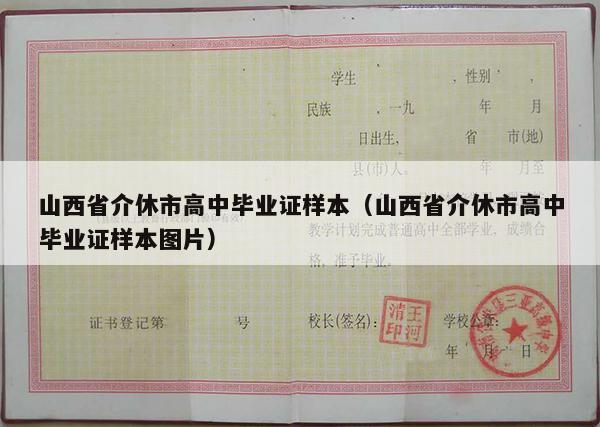 学生　　　　，性别　　，
民族　　　，一九　　　年　　月
日出生，　　　省　　市(地)
县(市)人。　　　　年　　月至
山西省介休市高中毕业证样本（山西省介休市高中
毕业证样本图片）
教学计划完成普通高中全部学业，成绩合
格，准予毕业。
证书登记第　　　　号
校长(签名)：
王河清印
学校公章：
年　　月　　日